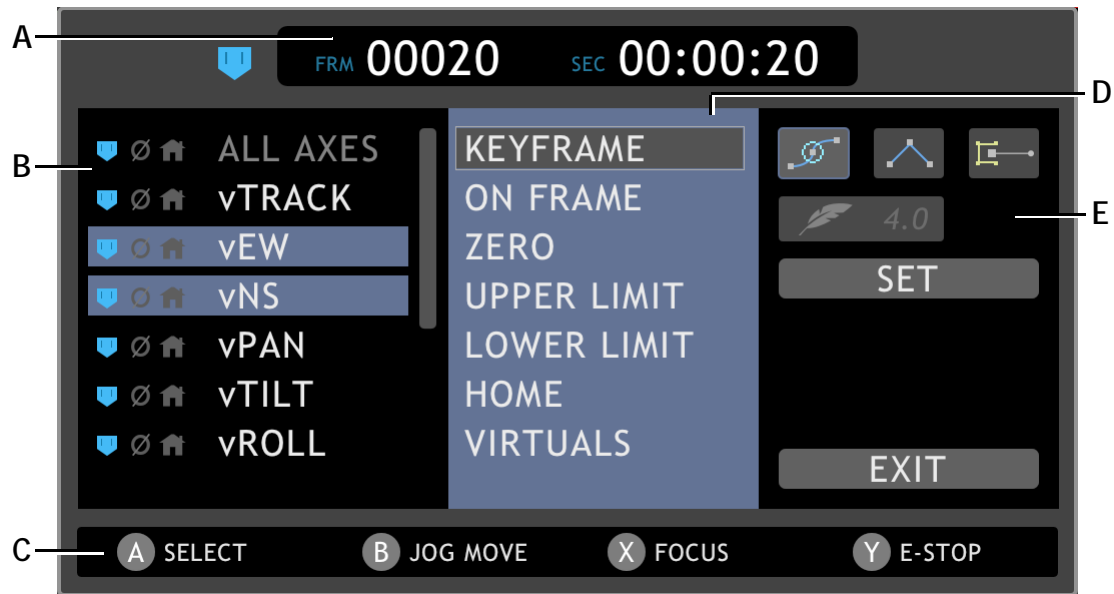 A
FRM 00020 SEC 00:00:20
D
B
ALL AXES
vTRACK
vEW
vNS
vPAN
vTILT
vROLL
KEYFRAME
ON FRAME
ZERO
UPPER LIMIT
LOWER LIMIT
HOME
VIRTUALS
4.0
E
SET
EXIT
C
A SELECT B JOG MOVE X FOCUS Y E-STOP